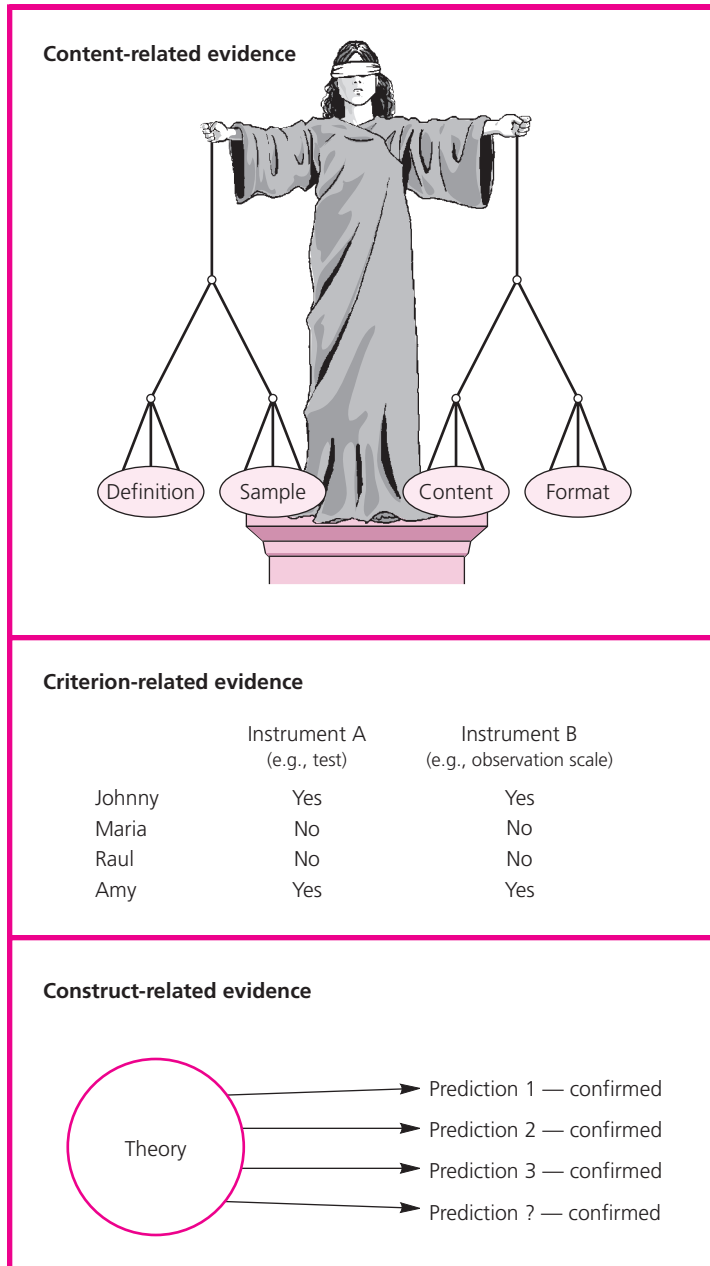 Content-related evidence
Definition Sample Content Format
Criterion-related evidence
Instrument A Instrument B
(e.g., test) (e.g., observation scale)
Johnny Yes Yes
Maria No No
Raul No No
Amy Yes Yes
Construct-related evidence
Theory
Prediction 1 — confirmed
Prediction 2 — confirmed
Prediction 3 — confirmed
Prediction ? — confirmed